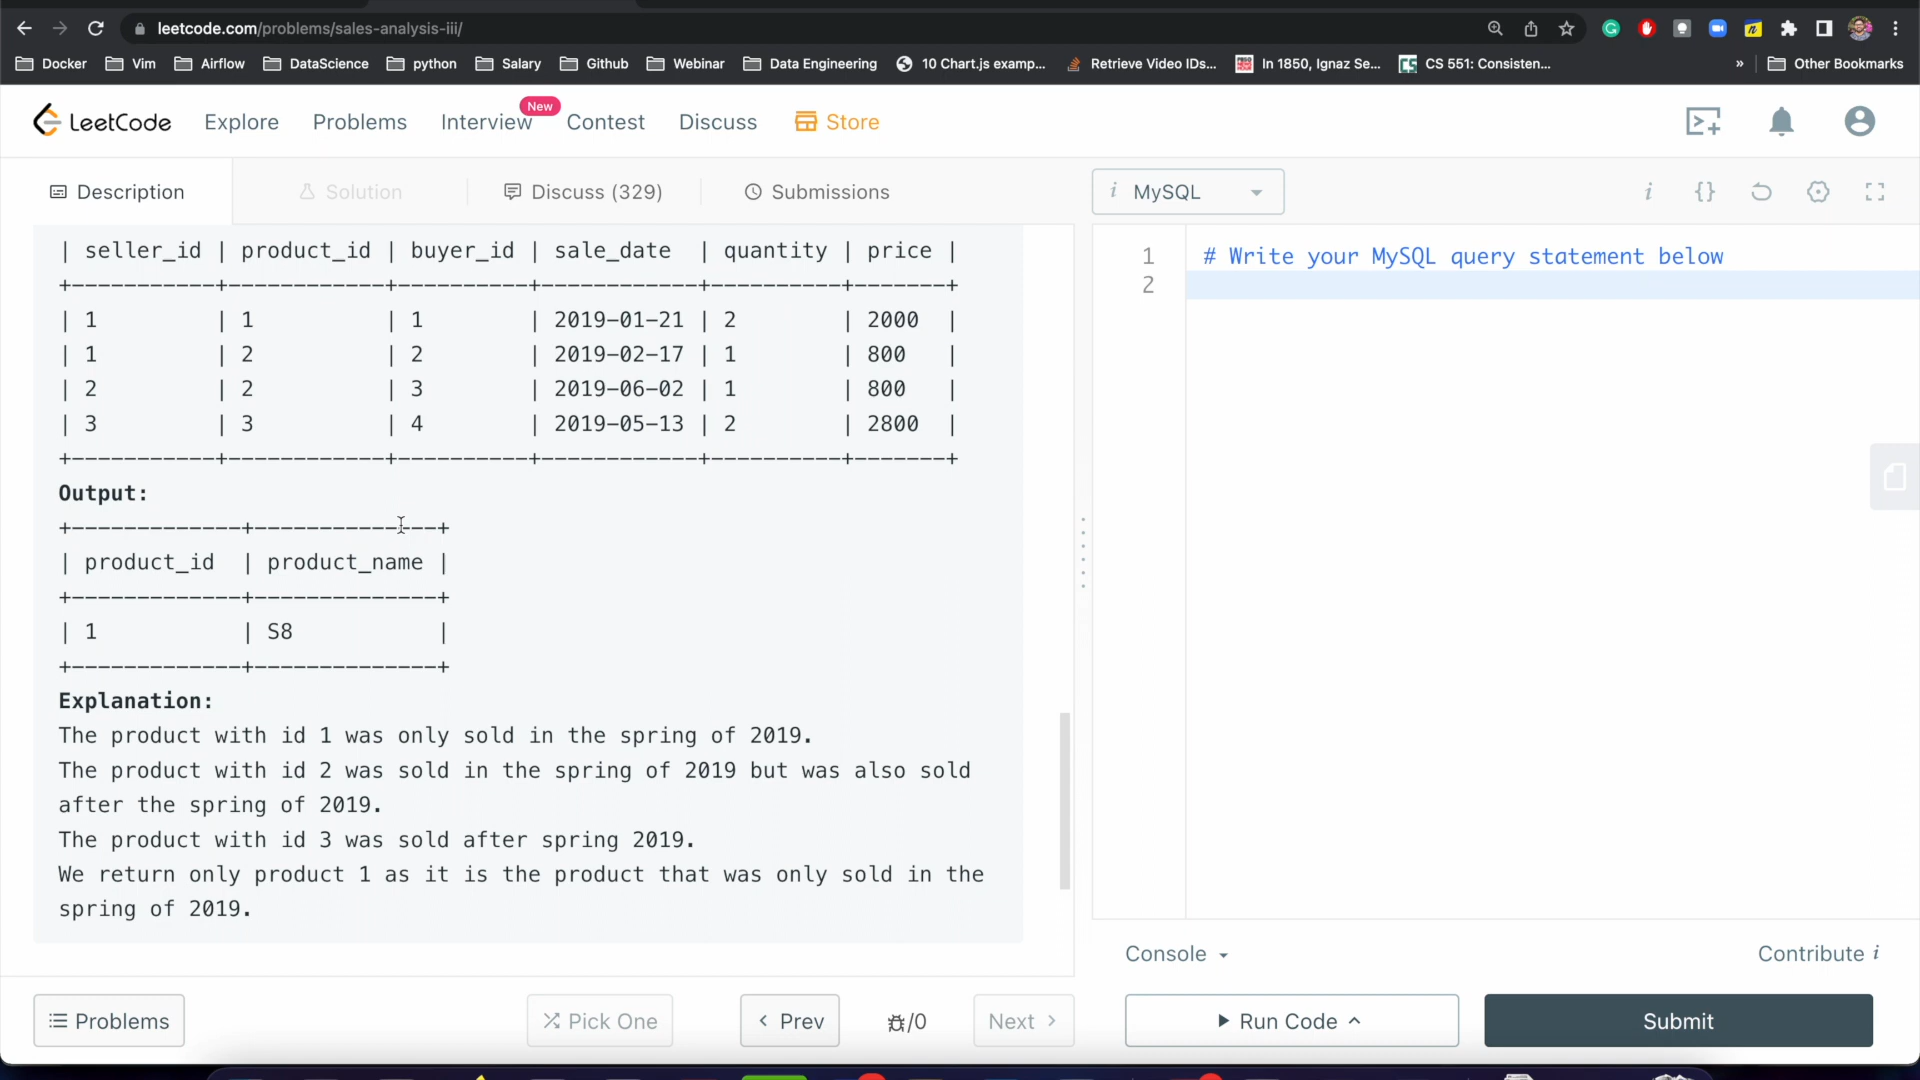 leetcode.com/problems/sales-analysis-iii/
Docker Vim Airflow DataScience python Salary Github Webinar Data Engineering 10 Chart.js examp... Retrieve Video IDs... In 1850, Ignaz Se... CS 551: Consisten... » Other Bookmarks
LeetCode Explore Problems Interview New Contest Discuss Store
Description Solution Discuss (329) Submissions
MySQL
| seller_id | product_id | buyer_id | sale_date | quantity | price |
+-----------+------------+----------+------------+----------+-------+
| 1 | 1 | 1 | 2019-01-21 | 2 | 2000 |
| 1 | 2 | 2 | 2019-02-17 | 1 | 800 |
| 2 | 2 | 3 | 2019-06-02 | 1 | 800 |
| 3 | 3 | 4 | 2019-05-13 | 2 | 2800 |
+-----------+------------+----------+------------+----------+-------+
Output:
+-------------+--------------+
| product_id | product_name |
+-------------+--------------+
| 1 | S8 |
+-------------+--------------+
Explanation:
The product with id 1 was only sold in the spring of 2019.
The product with id 2 was sold in the spring of 2019 but was also sold
after the spring of 2019.
The product with id 3 was sold after spring 2019.
We return only product 1 as it is the product that was only sold in the
spring of 2019.
1 # Write your MySQL query statement below
2
Console Contribute i
Problems Pick One < Prev /0 Next > Run Code Submit